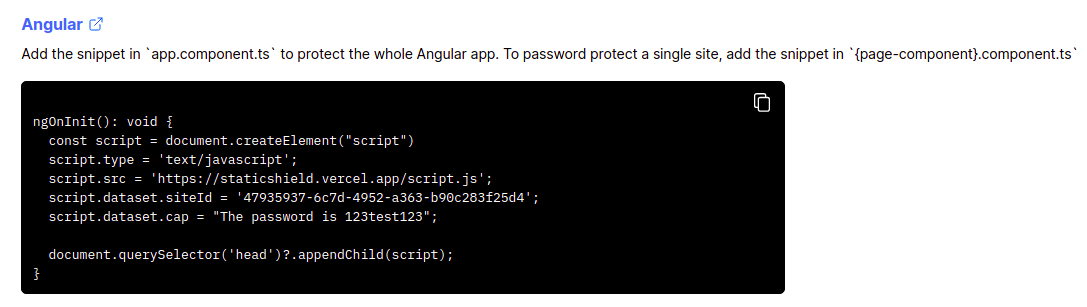 Angular
Add the snippet in `app.component.ts` to protect the whole Angular app. To password protect a single site, add the snippet in `{page-component}.component.ts`
ngOnInit(): void {
  const script = document.createElement("script")
  script.type = 'text/javascript';
  script.src = 'https://staticshield.vercel.app/script.js';
  script.dataset.siteId = '47935937-6c7d-4952-a363-b90c283f25d4';
  script.dataset.cap = "The password is 123test123";
  document.querySelector('head')?.appendChild(script);
}